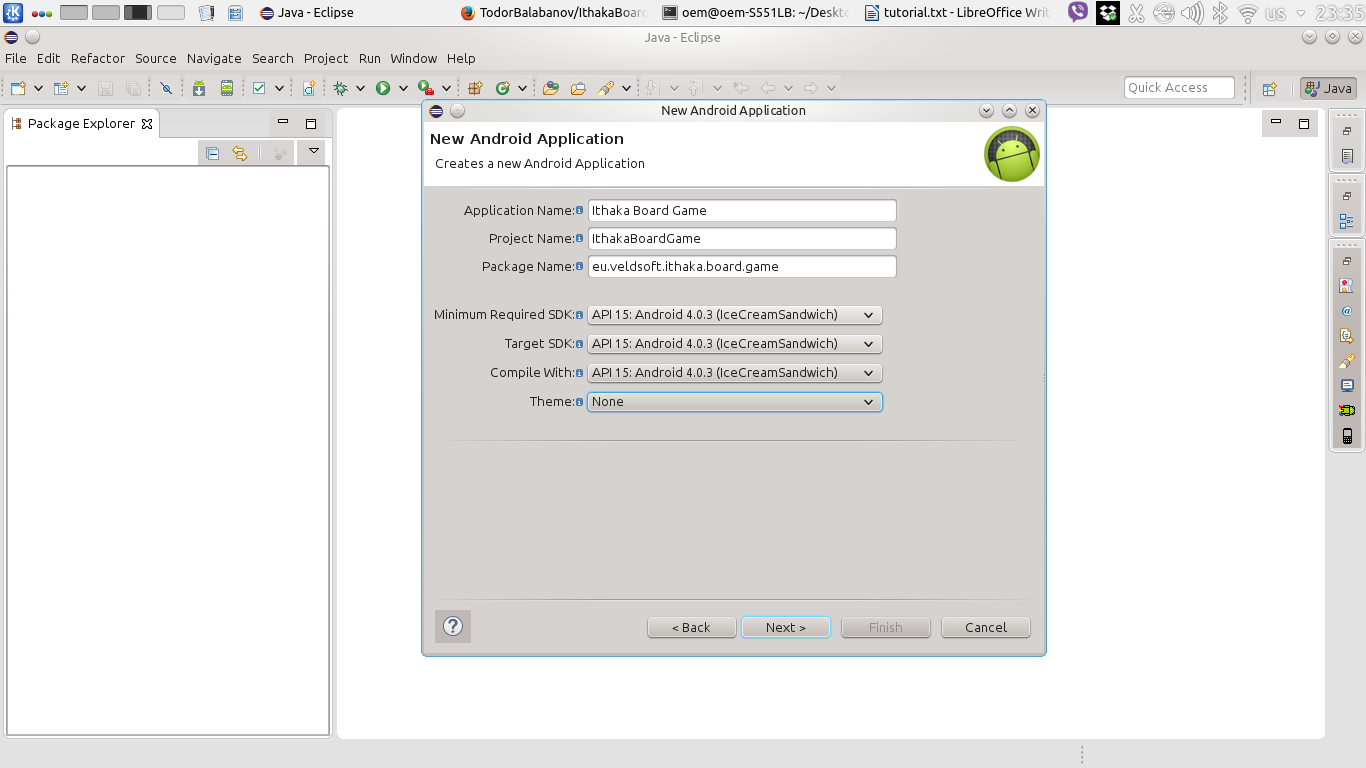 Java - Eclipse
TodorBalabanov/IthakaBoar
oem@oem-S551LB: ~/Deskto
tutorial.txt - LibreOffice Writ
us
23:35
Java - Eclipse
File Edit Refactor Source Navigate Search Project Run Window Help
Quick Access
Java
Package Explorer
New Android Application
New Android Application
Creates a new Android Application
Application Name: Ithaka Board Game
Project Name: IthakaBoardGame
Package Name: eu.veldsoft.ithaka.board.game
Minimum Required SDK: API 15: Android 4.0.3 (IceCreamSandwich)
Target SDK: API 15: Android 4.0.3 (IceCreamSandwich)
Compile With: API 15: Android 4.0.3 (IceCreamSandwich)
Theme: None
?
< Back Next > Finish Cancel